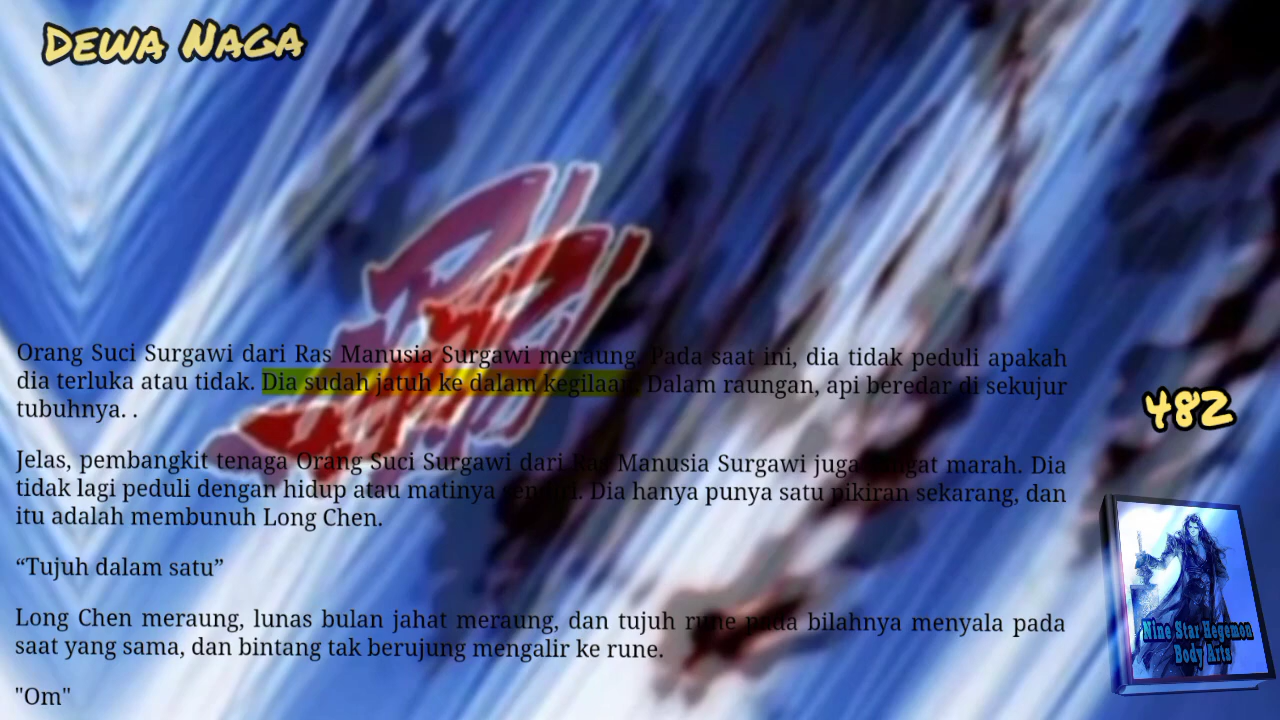 Dewa Naga
Orang Suci Surgawi dari Ras Manusia Surgawi meraung. Pada saat ini, dia tidak peduli apakah
dia terluka atau tidak. Dia sudah jatuh ke dalam kegilaan. Dalam raungan, api beredar di sekujur
tubuhnya. .
Jelas, pembangkit tenaga Orang Suci Surgawi dari Ras Manusia Surgawi juga sangat marah. Dia
tidak lagi peduli dengan hidup atau matinya sendiri. Dia hanya punya satu pikiran sekarang, dan
itu adalah membunuh Long Chen.
“Tujuh dalam satu”
Long Chen meraung, lunas bulan jahat meraung, dan tujuh rune pada bilahnya menyala pada
saat yang sama, dan bintang tak berujung mengalir ke rune.
"Om"
482
Nine Star Hegemon
Body Arts